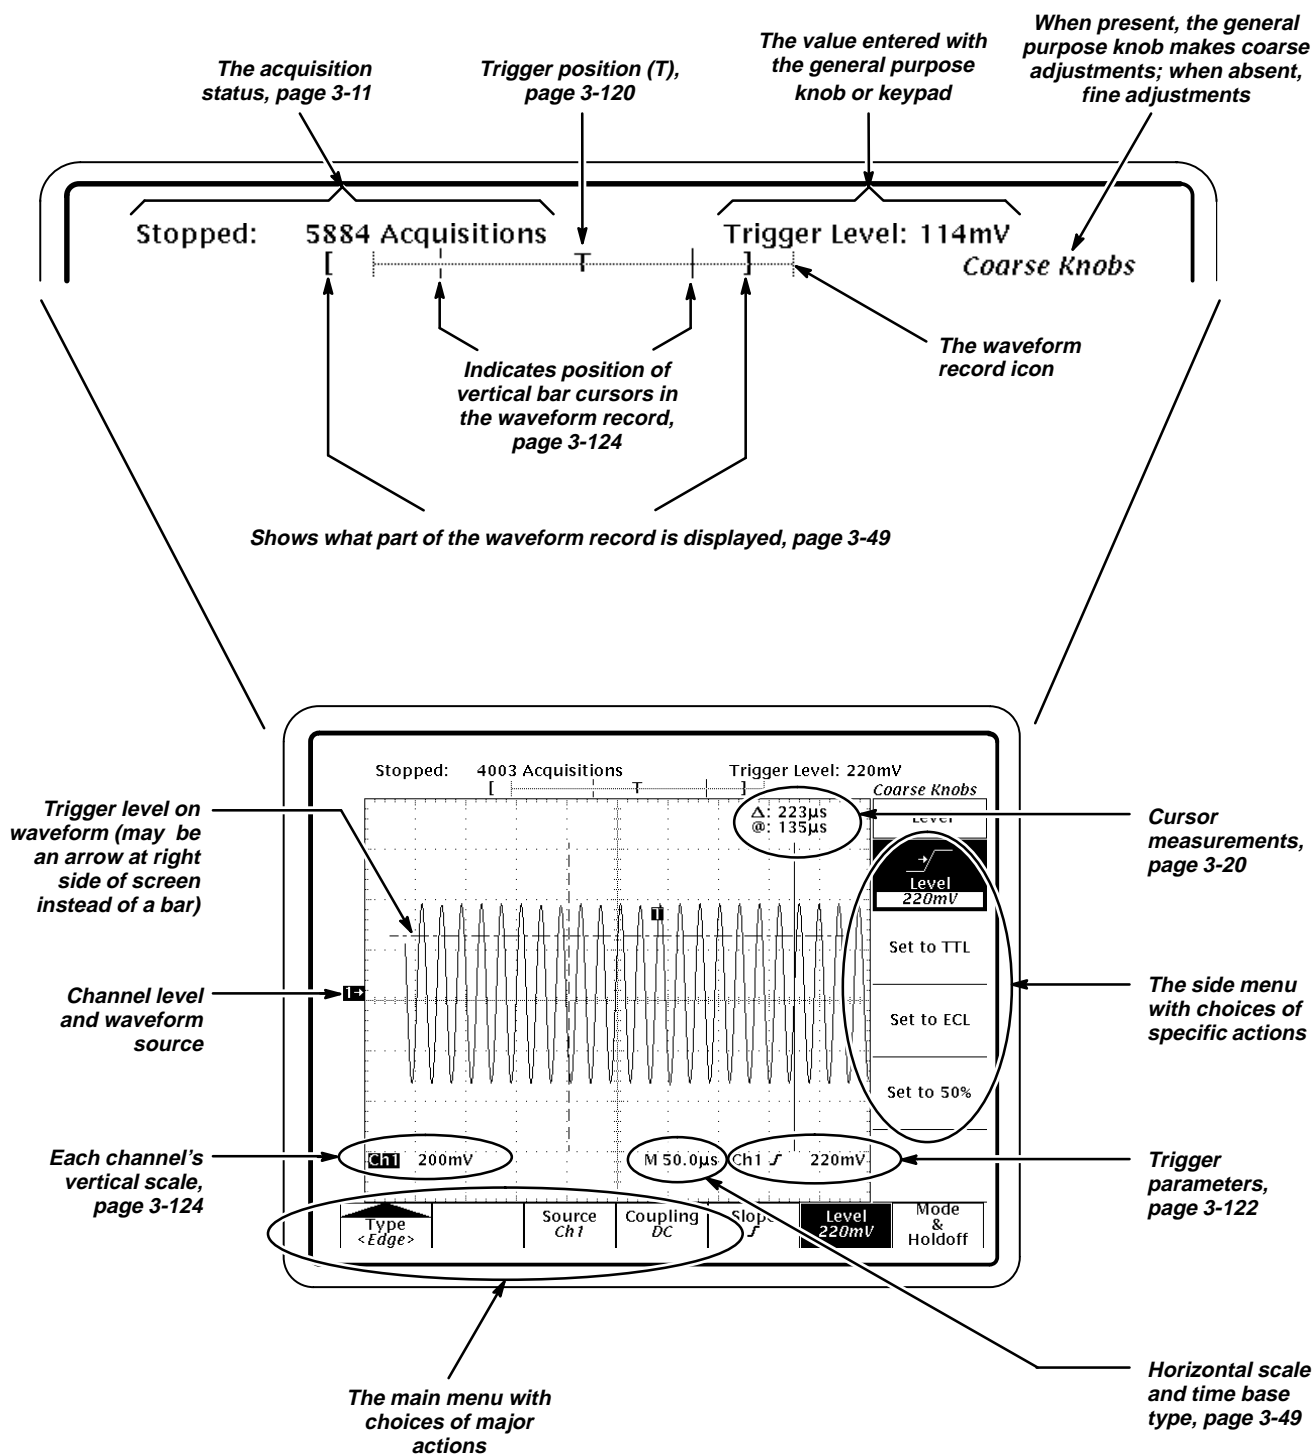 When present, the general
purpose knob makes coarse
adjustments; when absent,
fine adjustments
The value entered with
the general purpose
knob or keypad
The acquisition
status, page 3-11
Trigger position (T),
page 3-120
Stopped: 5884 Acquisitions
Trigger Level: 114mV
[ T ]
Coarse Knobs
The waveform
record icon
Indicates position of
vertical bar cursors in
the waveform record,
page 3-124
Shows what part of the waveform record is displayed, page 3-49
Stopped: 4003 Acquisitions
Trigger Level: 220mV
[ T ]
Coarse Knobs
Δ: 223µs
@: 135µs
Level
Level
220mV
Set to TTL
Set to ECL
Set to 50%
T
1→
Trigger level on
waveform (may be
an arrow at right
side of screen
instead of a bar)
Channel level
and waveform
source
Each channel's
vertical scale,
page 3-124
Cursor
measurements,
page 3-20
The side menu
with choices of
specific actions
Trigger
parameters,
page 3-122
Ch1 200mV
M 50.0µs
Ch1 220mV
Type
<Edge>
Source
Ch1
Coupling
DC
Slope
Level
220mV
Mode
&
Holdoff
The main menu with
choices of major
actions
Horizontal scale
and time base
type, page 3-49